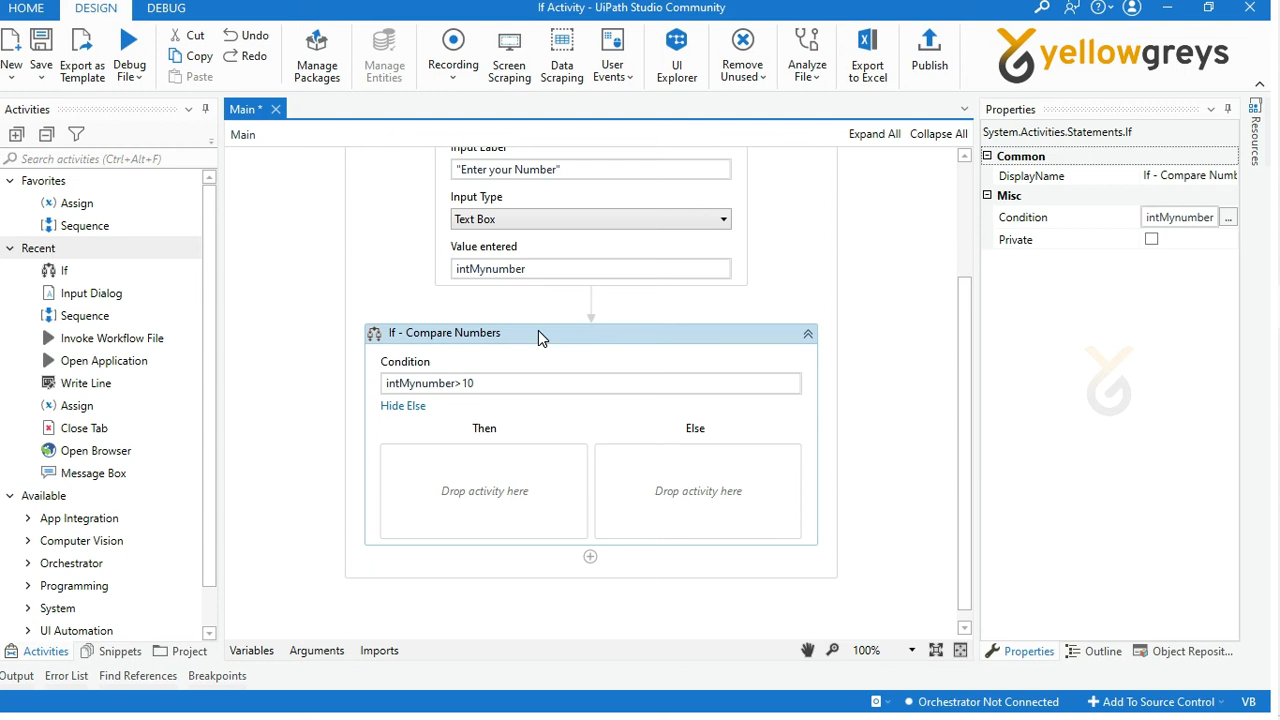 HOME
DESIGN
DEBUG
If Activity - UiPath Studio Community
New
Save
Export as Template
Debug File
Cut
Copy
Paste
Undo
Redo
Manage Packages
Manage Entities
Recording
Screen Scraping
Data Scraping
User Events
UI Explorer
Remove Unused
Analyze File
Export to Excel
Publish
yellowgreys
Activities
Search activities (Ctrl+Alt+F)
Favorites
Assign
Sequence
Recent
If
Input Dialog
Sequence
Invoke Workflow File
Open Application
Write Line
Assign
Close Tab
Open Browser
Message Box
Available
App Integration
Computer Vision
Orchestrator
Programming
System
UI Automation
Activities
Snippets
Project
Main *
Main
Expand All
Collapse All
Input Label
"Enter your Number"
Input Type
Text Box
Value entered
intMynumber
If - Compare Numbers
Condition
intMynumber>10
Hide Else
Then
Else
Drop activity here
Drop activity here
Variables
Arguments
Imports
100%
Properties
System.Activities.Statements.If
Common
DisplayName
If - Compare Numb
Misc
Condition
intMynumber
...
Private
Resources
Properties
Outline
Object Reposit...
Output
Error List
Find References
Breakpoints
Orchestrator Not Connected
Add To Source Control
VB